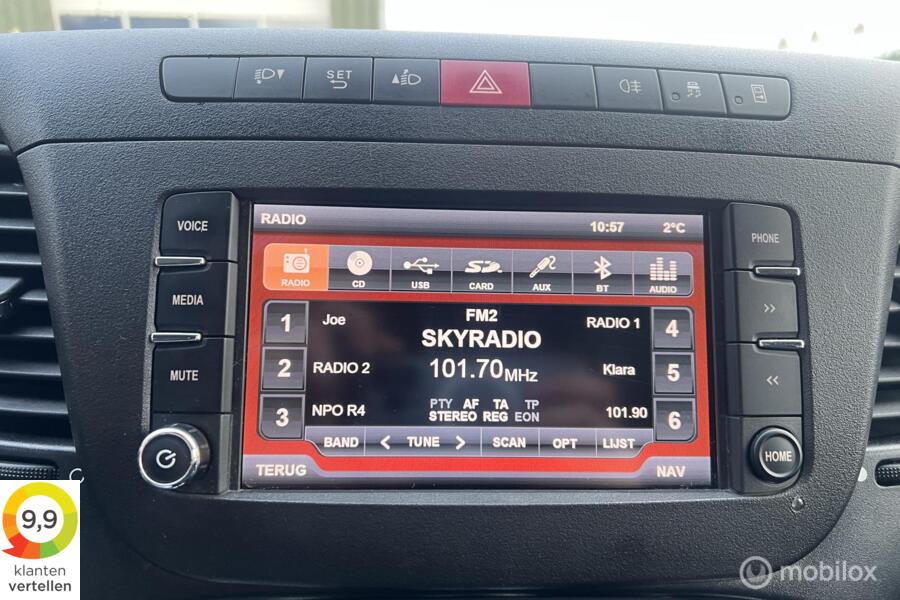 SET
VOICE
MEDIA
MUTE
RADIO 10:57 2°C
RADIO CD USB CARD AUX BT AUDIO
FM2
1 Joe SKYRADIO RADIO 1 4
2 RADIO 2 101.70 MHz Klara 5
PTY AF TA TP
3 NPO R4 STEREO REG EON 101.90 6
BAND < TUNE > SCAN OPT LIJST
TERUG NAV
PHONE
>>
<<
HOME
9,9
klanten
vertellen
mobilox